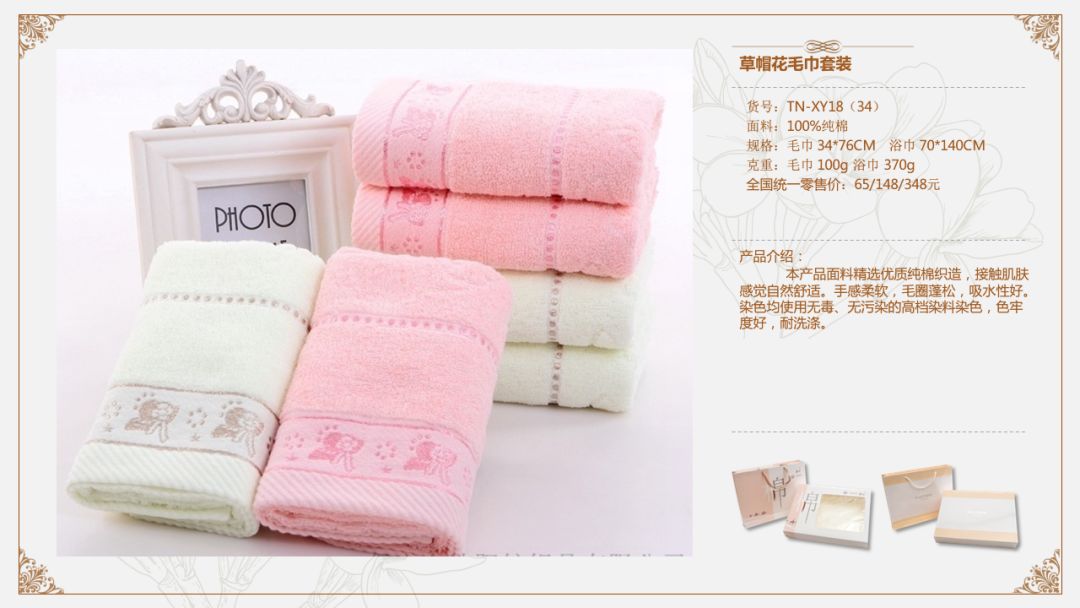 草帽花毛巾套装
货号：TN-XY18（34）
面料：100%纯棉
规格：毛巾 34*76CM 浴巾 70*140CM
克重：毛巾 100g 浴巾 370g
全国统一零售价：65/148/348元
产品介绍：
本产品面料精选优质纯棉织造，接触肌肤
感觉自然舒适。手感柔软，毛圈蓬松，吸水性好。
染色均使用无毒、无污染的高档染料染色，色牢
度好，耐洗涤。
PHOTO
帛
帛